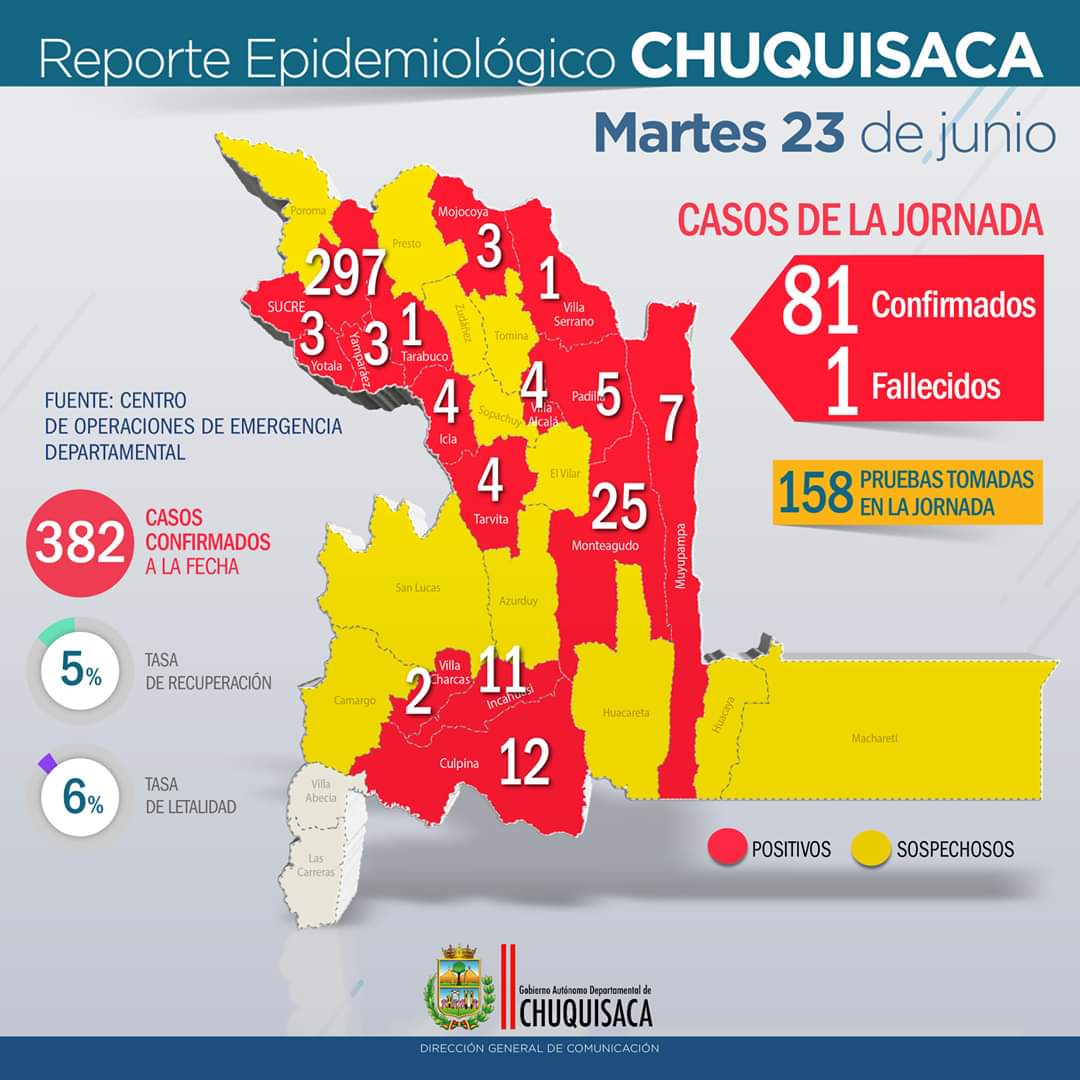 Reporte Epidemiológico CHUQUISACA
Martes 23 de junio
CASOS DE LA JORNADA
81 Confirmados
1 Fallecidos
158 PRUEBAS TOMADAS
EN LA JORNADA
FUENTE: CENTRO
DE OPERACIONES DE EMERGENCIA
DEPARTAMENTAL
382 CASOS
CONFIRMADOS
A LA FECHA
5% TASA
DE RECUPERACIÓN
6% TASA
DE LETALIDAD
Poroma
Presto
Mojocoya
3
297
SUCRE
1
Villa
Serrano
3
Yotala
Yamparáez
3
1
Tarabuco
Zudáñez
Tomina
4
Icla
Sopachuy
4
Villa
Alcalá
Padilla
5
7
Muyupampa
4
Tarvita
El Vilar
25
Monteagudo
San Lucas
Azurduy
Camargo
2
Villa
Charcas
11
Incahuasi
Culpina
12
Huacareta
Huacaya
Machareti
Villa
Abecia
Las
Carreras
POSITIVOS
SOSPECHOSOS
Gobierno Autónomo Departamental de
CHUQUISACA
DIRECCIÓN GENERAL DE COMUNICACIÓN